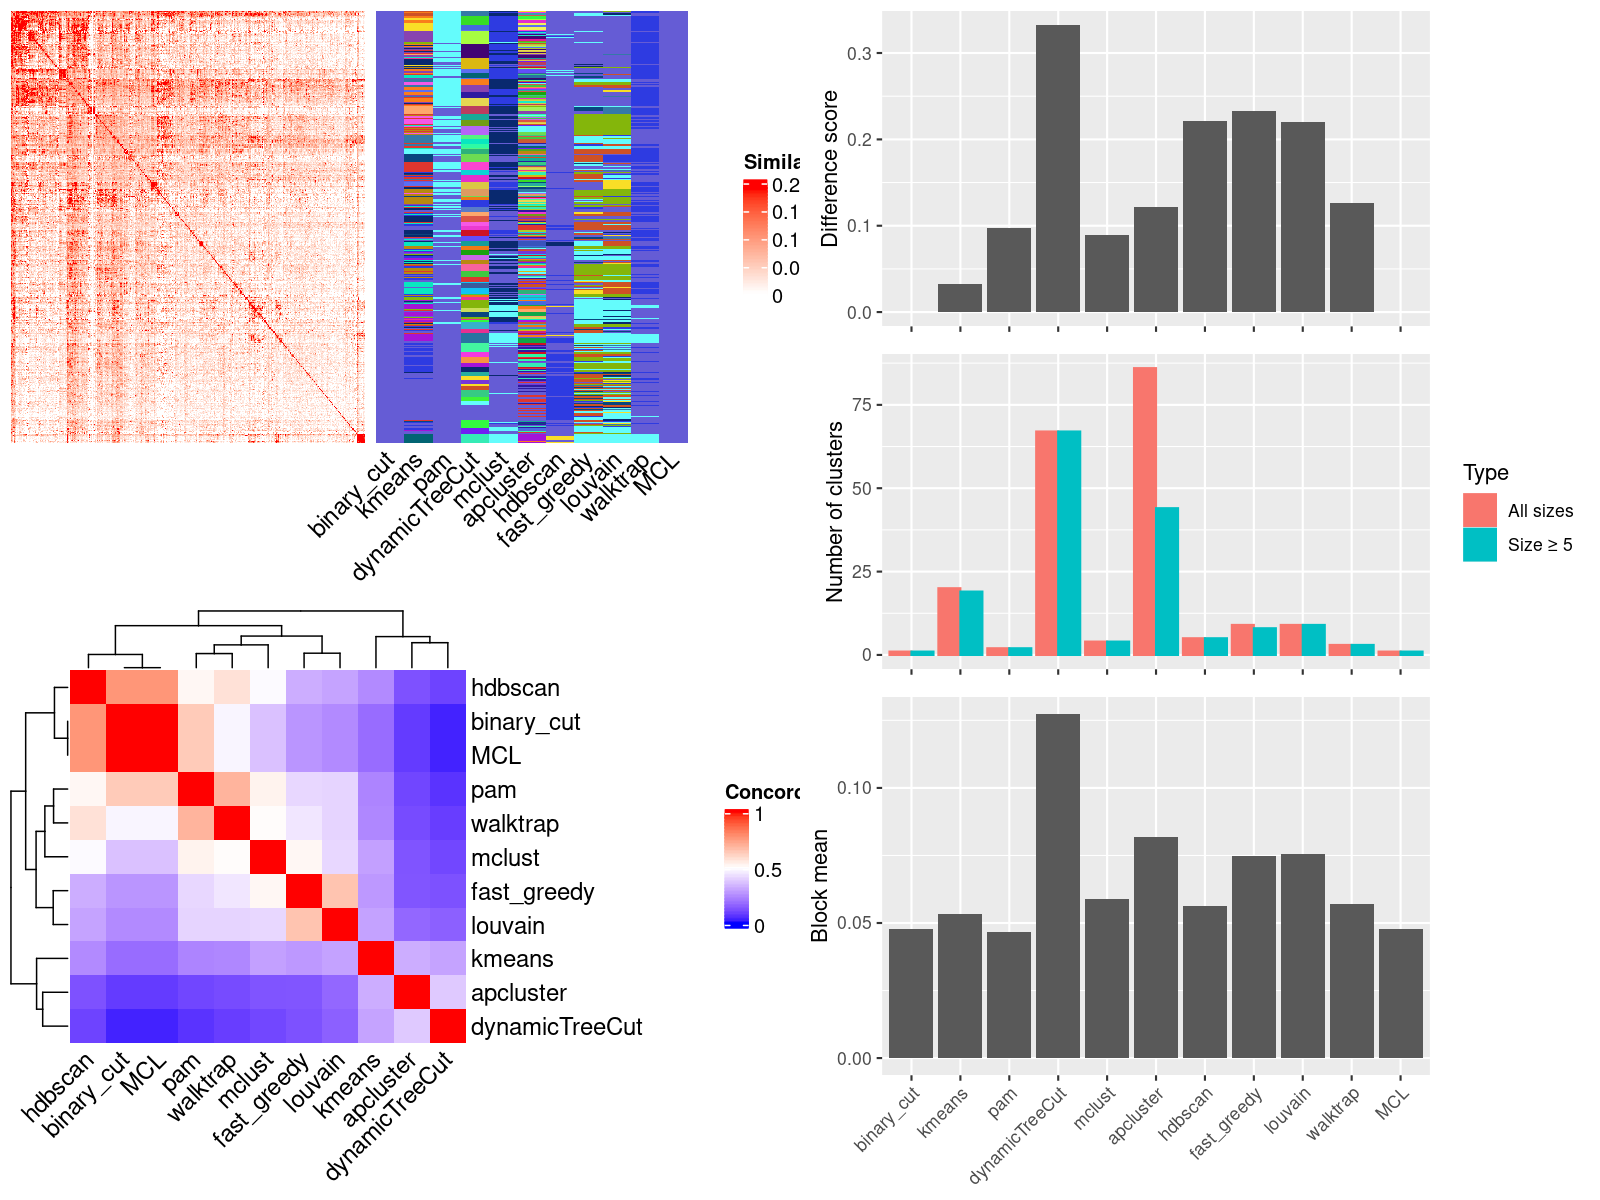 Simila
0.2
0.1
0.1
0.0
0
binary_cut
kmeans
pam
dynamicTreeCut
mclust
apcluster
hdbscan
fast_greedy
louvain
walktrap
MCL
hdbscan
binary_cut
MCL
pam
walktrap
mclust
fast_greedy
louvain
kmeans
apcluster
dynamicTreeCut
hdbscan
binary_cut
MCL
pam
walktrap
mclust
fast_greedy
louvain
kmeans
apcluster
dynamicTreeCut
Concord
1
0.5
0
Difference score
0.3
0.2
0.1
0.0
Number of clusters
75
50
25
0
Type
All sizes
Size ≥ 5
Block mean
0.10
0.05
0.00
binary_cut
kmeans
pam
dynamicTreeCut
mclust
apcluster
hdbscan
fast_greedy
louvain
walktrap
MCL